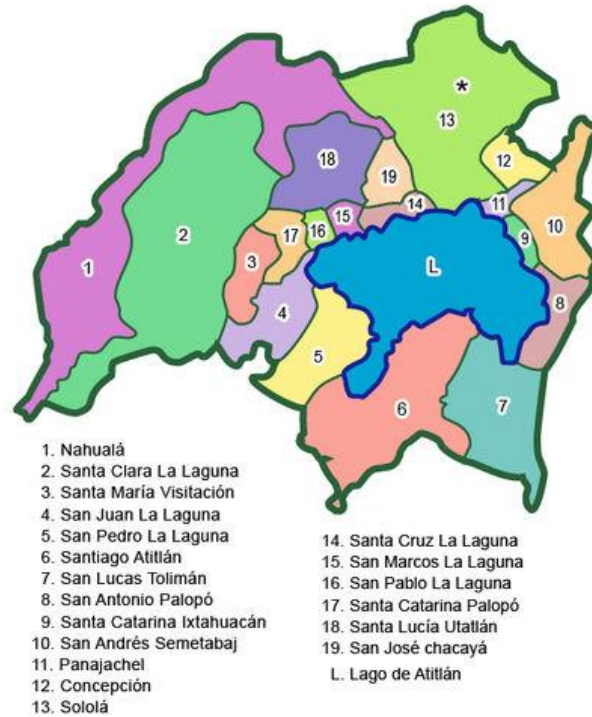 *
13
12
18
19
14
11
10
15
16
17
9
2
3
L
1
4
8
5
6
7
1. Nahualá
2. Santa Clara La Laguna
3. Santa María Visitación
4. San Juan La Laguna
5. San Pedro La Laguna
6. Santiago Atitlán
7. San Lucas Tolimán
8. San Antonio Palopó
9. Santa Catarina Ixtahuacán
10. San Andrés Semetabaj
11. Panajachel
12. Concepción
13. Sololá
14. Santa Cruz La Laguna
15. San Marcos La Laguna
16. San Pablo La Laguna
17. Santa Catarina Palopó
18. Santa Lucía Utatlán
19. San José chacayá
L. Lago de Atitlán